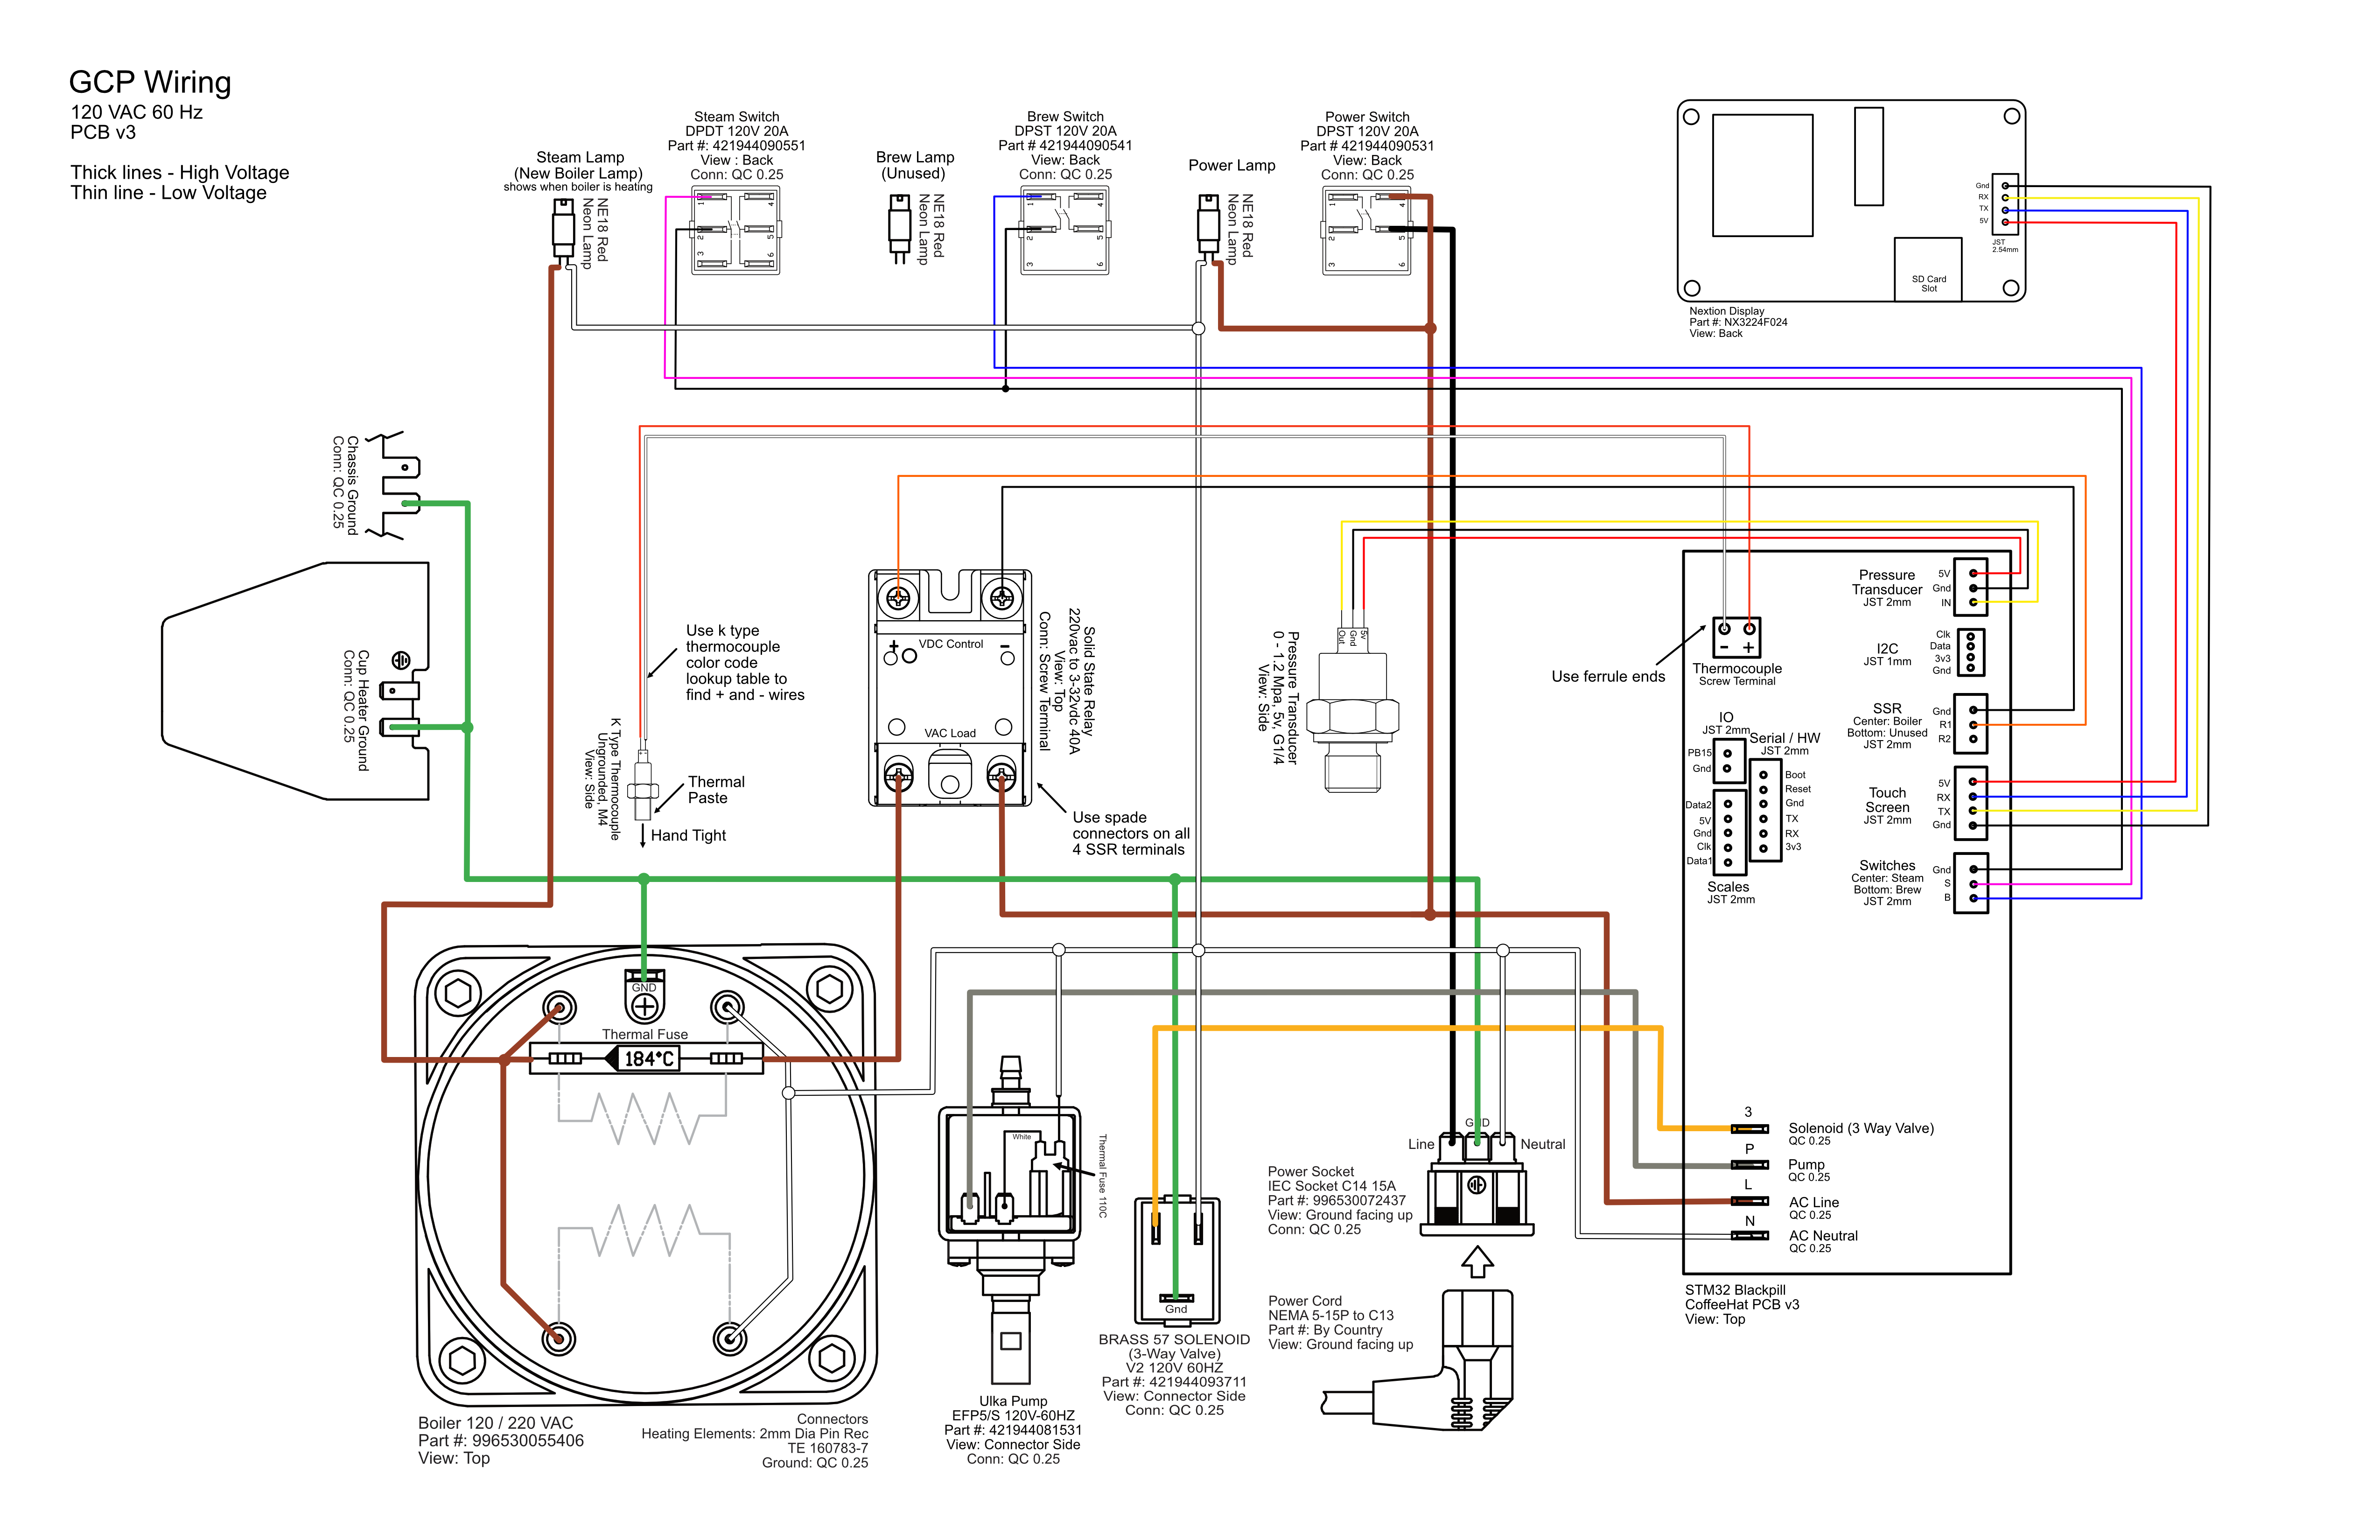 GCP Wiring
120 VAC 60 Hz
PCB v3
Thick lines - High Voltage
Thin line - Low Voltage
Steam Lamp
(New Boiler Lamp)
shows when boiler is heating
NE18 Red
Neon Lamp
Steam Switch
DPDT 120V 20A
Part #: 421944090551
View : Back
Conn: QC 0.25
1
2
3
4
5
6
Brew Lamp
(Unused)
NE18 Red
Neon Lamp
Brew Switch
DPST 120V 20A
Part # 421944090541
View: Back
Conn: QC 0.25
1
2
3
4
5
6
Power Lamp
NE18 Red
Neon Lamp
Power Switch
DPST 120V 20A
Part # 421944090531
View: Back
Conn: QC 0.25
1
2
3
4
5
6
Gnd
RX
TX
5V
JST
2.54mm
SD Card
Slot
Nextion Display
Part #: NX3224F024
View: Back
Chassis Ground
Conn: QC 0.25
Cup Heater Ground
Conn: QC 0.25
Use k type
thermocouple
color code
lookup table to
find + and - wires
K Type Thermocouple
Ungrounded, M4
View: Side
Thermal
Paste
Hand Tight
VDC Control
+
-
VAC Load
Solid State Relay
220vac to 3-32vdc 40A
View: Top
Conn: Screw Terminal
Use spade
connectors on all
4 SSR terminals
Out
Gnd
5v
Pressure Transducer
0 - 1.2 Mpa, 5v, G1/4
View: Side
Use ferrule ends
- +
Thermocouple
Screw Terminal
Pressure
Transducer
JST 2mm
5V
Gnd
IN
I2C
JST 1mm
Clk
Data
3v3
Gnd
SSR
Center: Boiler
Bottom: Unused
JST 2mm
Gnd
R1
R2
IO
JST 2mm
PB15
Gnd
Serial / HW
JST 2mm
Boot
Reset
Gnd
TX
RX
3v3
Data2
5V
Gnd
Clk
Data1
Scales
JST 2mm
Touch
Screen
JST 2mm
5V
RX
TX
Gnd
Switches
Center: Steam
Bottom: Brew
JST 2mm
Gnd
S
B
3
Solenoid (3 Way Valve)
QC 0.25
P
Pump
QC 0.25
L
AC Line
QC 0.25
N
AC Neutral
QC 0.25
STM32 Blackpill
CoffeeHat PCB v3
View: Top
GND
Thermal Fuse
184°C
Boiler 120 / 220 VAC
Part #: 996530055406
View: Top
Connectors
Heating Elements: 2mm Dia Pin Rec
TE 160783-7
Ground: QC 0.25
White
Thermal Fuse 110C
Ulka Pump
EFP5/S 120V-60HZ
Part #: 421944081531
View: Connector Side
Conn: QC 0.25
Gnd
BRASS 57 SOLENOID
(3-Way Valve)
V2 120V 60HZ
Part #: 421944093711
View: Connector Side
Conn: QC 0.25
GND
Line
Neutral
Power Socket
IEC Socket C14 15A
Part #: 996530072437
View: Ground facing up
Conn: QC 0.25
Power Cord
NEMA 5-15P to C13
Part #: By Country
View: Ground facing up